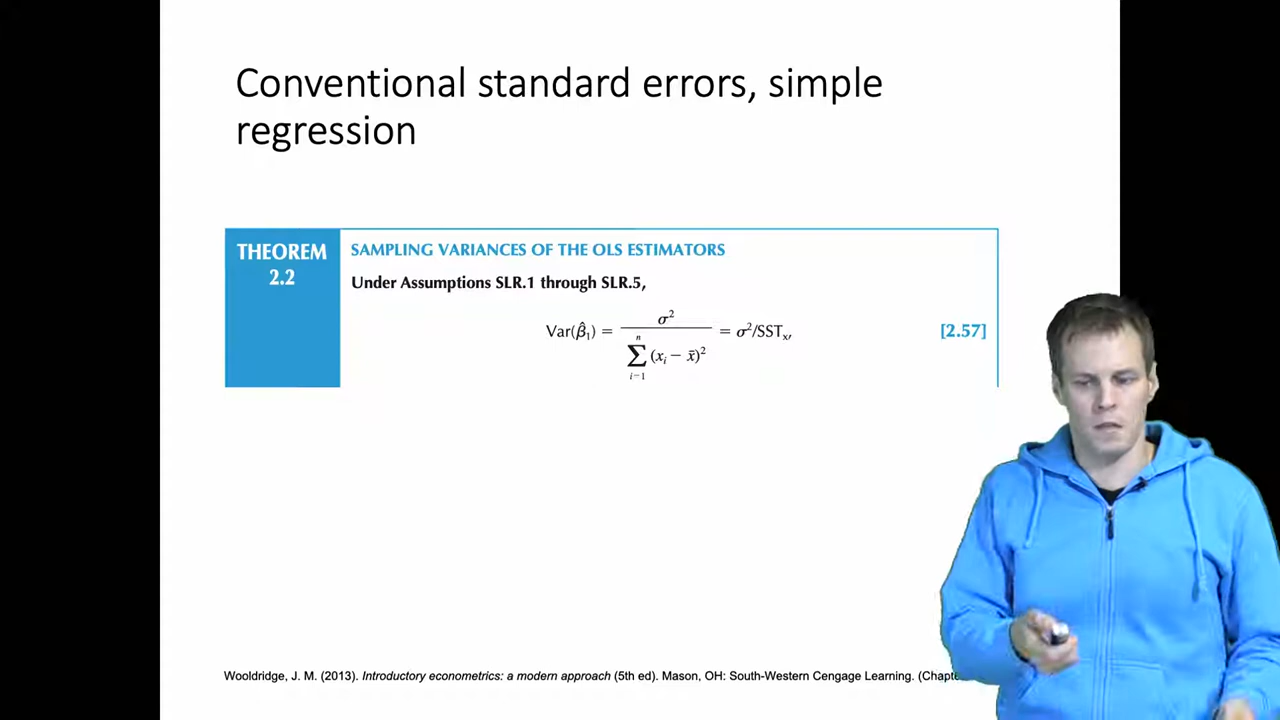 Conventional standard errors, simple
regression
THEOREM
2.2
SAMPLING VARIANCES OF THE OLS ESTIMATORS
Under Assumptions SLR.1 through SLR.5,
Var(β̂₁) = σ² / ∑ⁿᵢ₋₁ (xᵢ − x̄)² = σ²/SSTₓ, [2.57]
Wooldridge, J. M. (2013). Introductory econometrics: a modern approach (5th ed). Mason, OH: South-Western Cengage Learning.